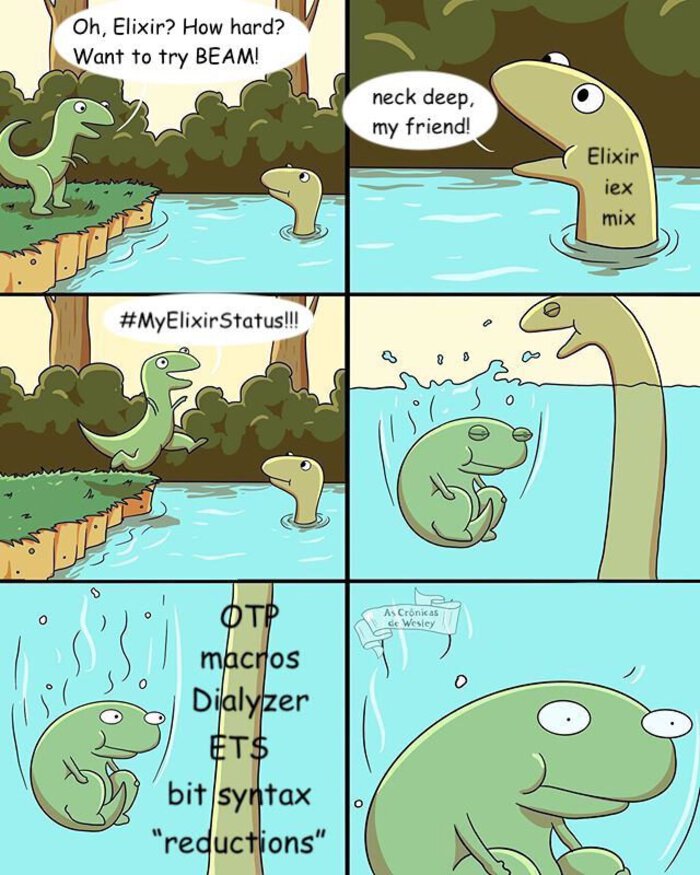 Oh, Elixir? How hard?
Want to try BEAM!
neck deep,
my friend!
Elixir
iex
mix
#MyElixirStatus!!!
OTP
macros
Dialyzer
ETS
bit syntax
"reductions"
As Crônicas
de Wesley